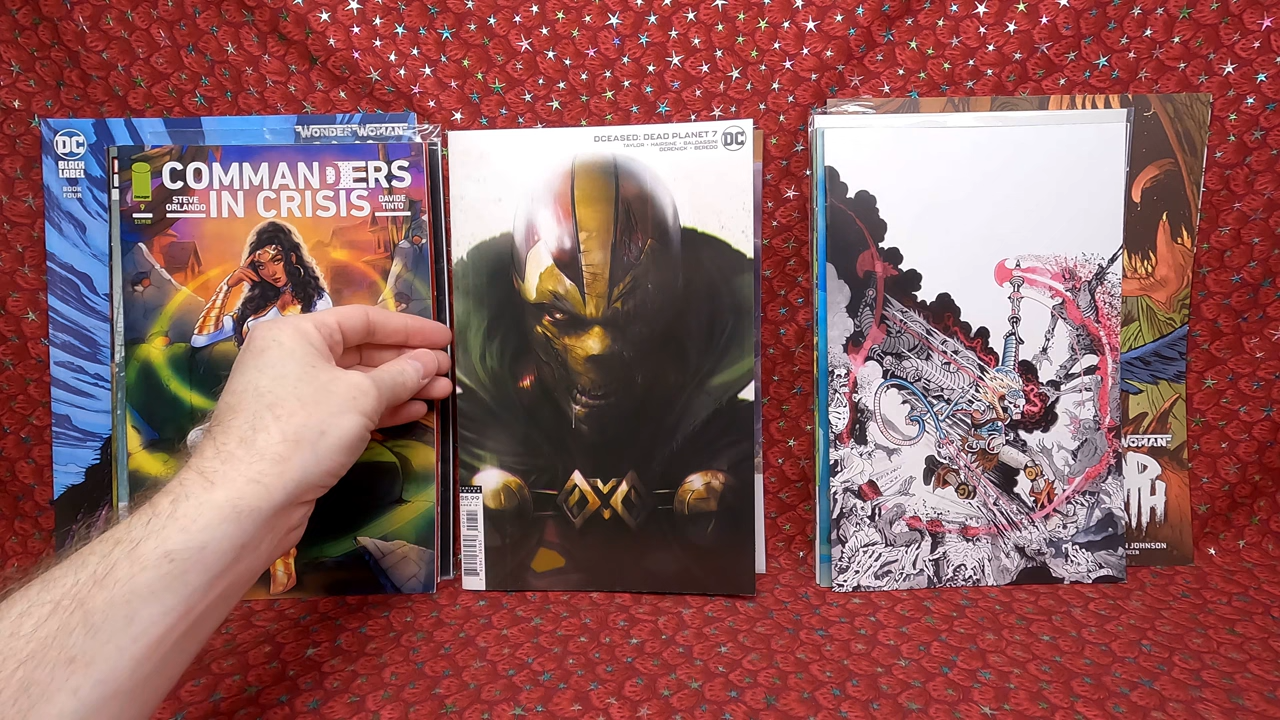 DC
BLACK
LABEL
BOOK
FOUR
WONDER WOMAN
COMMANDERS
IN CRISIS
STEVE
ORLANDO
DAVIDE
TINTO
9
DCEASED: DEAD PLANET 7
TAYLOR • HAIRSINE • BALDASSINI
DERENICK • BEREDO
DC
VARIANT
$5.99
WOMAN
JOHNSON